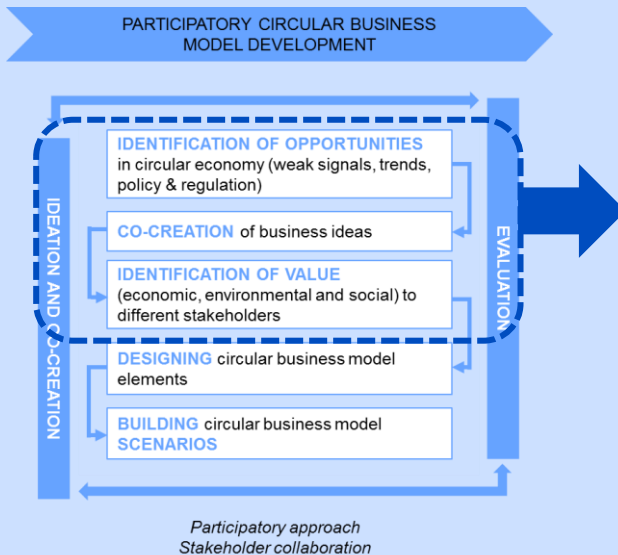 PARTICIPATORY CIRCULAR BUSINESS
MODEL DEVELOPMENT
IDEATION AND CO-CREATION
IDENTIFICATION OF OPPORTUNITIES
in circular economy (weak signals, trends,
policy & regulation)
CO-CREATION of business ideas
IDENTIFICATION OF VALUE
(economic, environmental and social) to
different stakeholders
DESIGNING circular business model
elements
BUILDING circular business model
SCENARIOS
EVALUATION
Participatory approach
Stakeholder collaboration